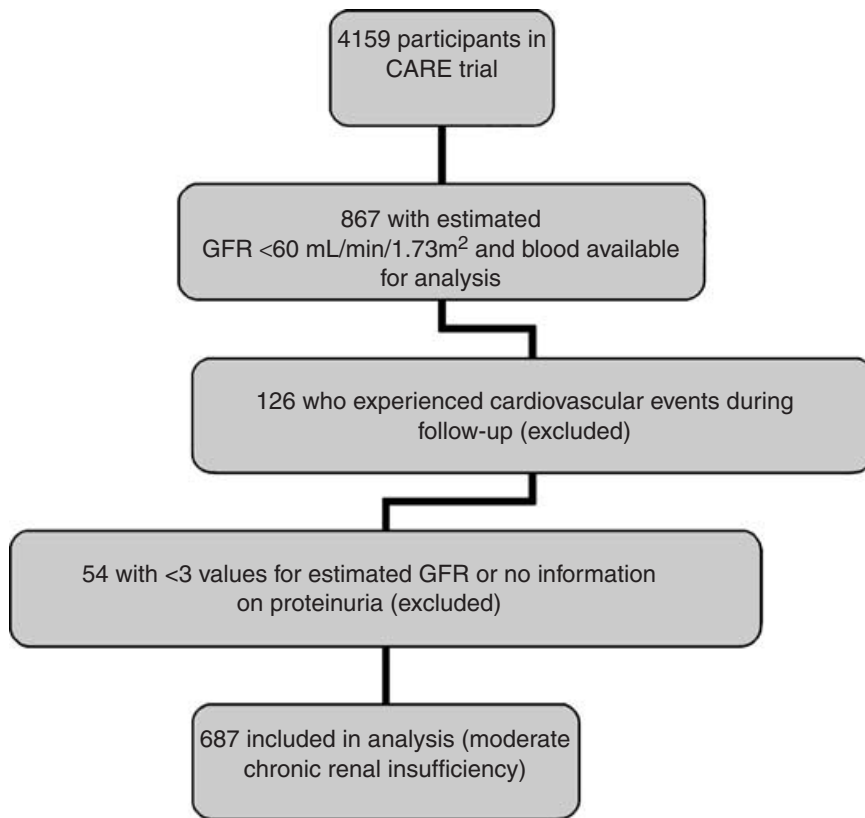 4159 participants in
CARE trial
867 with estimated
GFR <60 mL/min/1.73m² and blood available
for analysis
126 who experienced cardiovascular events during
follow-up (excluded)
54 with <3 values for estimated GFR or no information
on proteinuria (excluded)
687 included in analysis (moderate
chronic renal insufficiency)